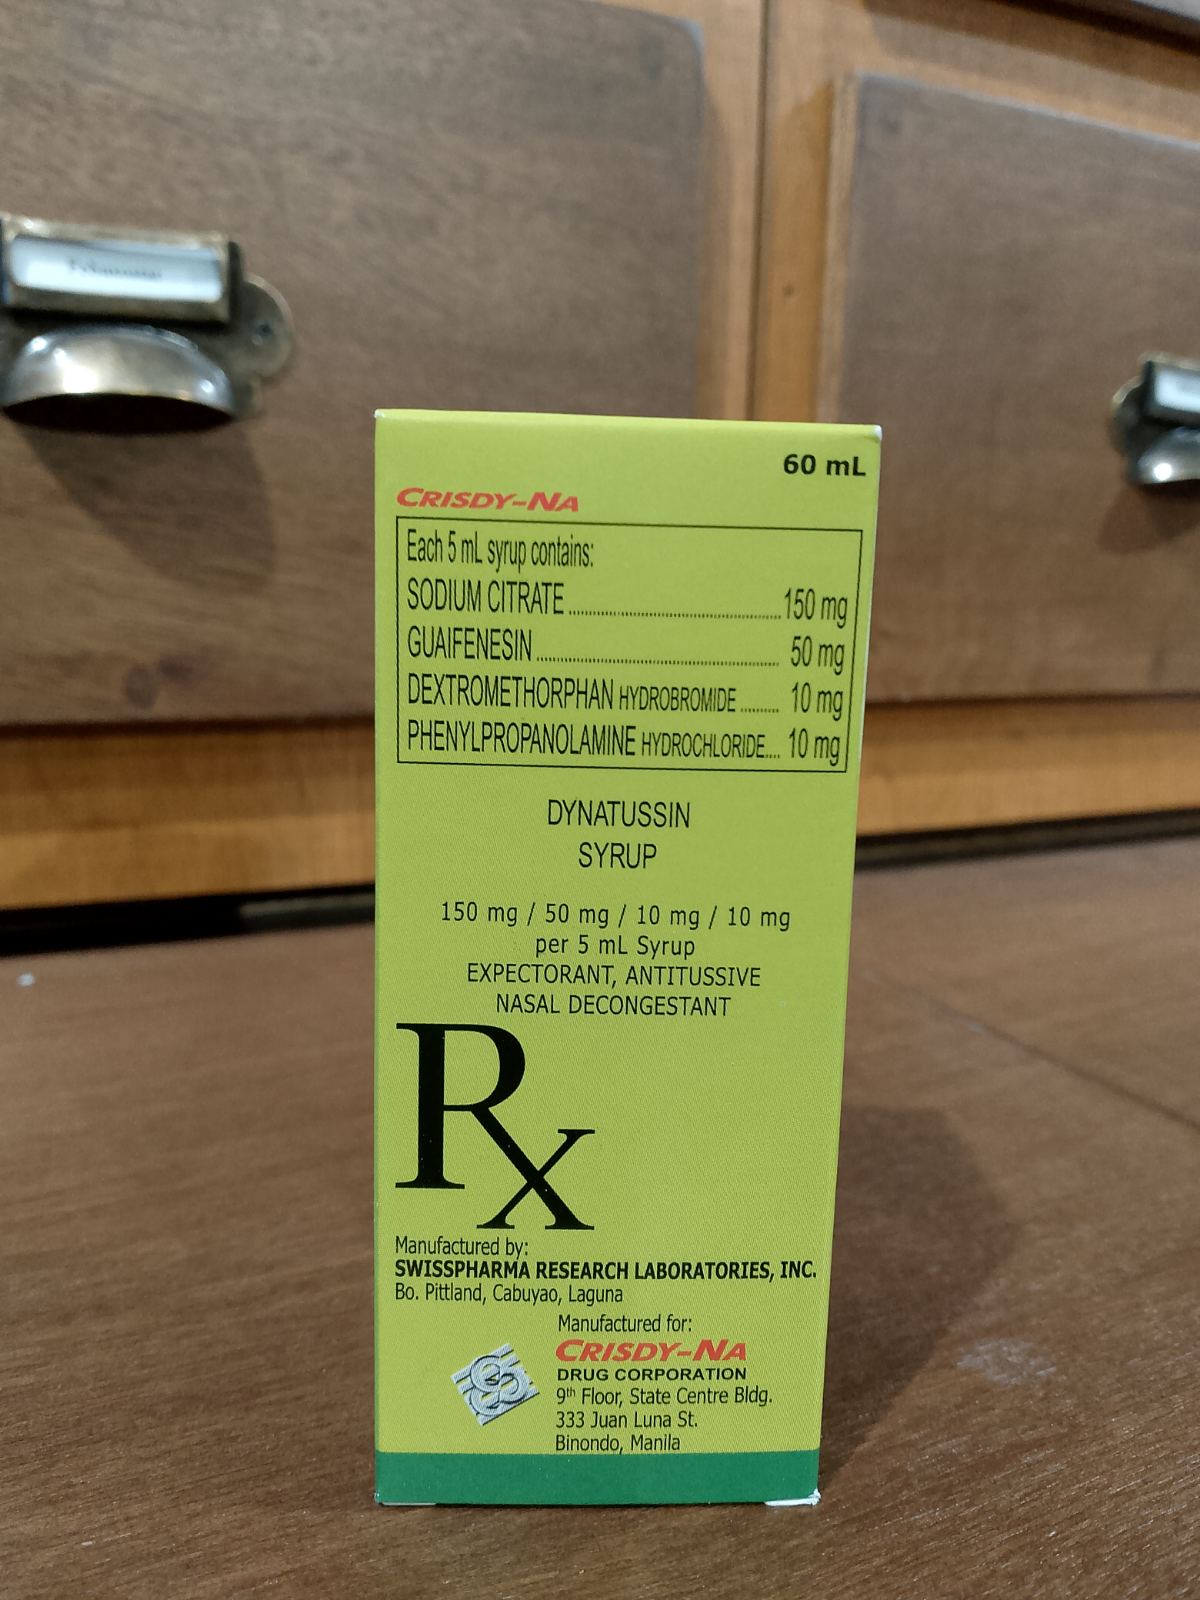 60 mL
CRISDY-NA
Each 5 mL syrup contains:
SODIUM CITRATE ........................................ 150 mg
GUAIFENESIN ............................................. 50 mg
DEXTROMETHORPHAN HYDROBROMIDE .......... 10 mg
PHENYLPROPANOLAMINE HYDROCHLORIDE.... 10 mg
DYNATUSSIN
SYRUP
150 mg / 50 mg / 10 mg / 10 mg
per 5 mL Syrup
EXPECTORANT, ANTITUSSIVE
NASAL DECONGESTANT
Rx
Manufactured by:
SWISSPHARMA RESEARCH LABORATORIES, INC.
Bo. Pittland, Cabuyao, Laguna
Manufactured for:
CRISDY-NA
DRUG CORPORATION
9th Floor, State Centre Bldg.
333 Juan Luna St.
Binondo, Manila